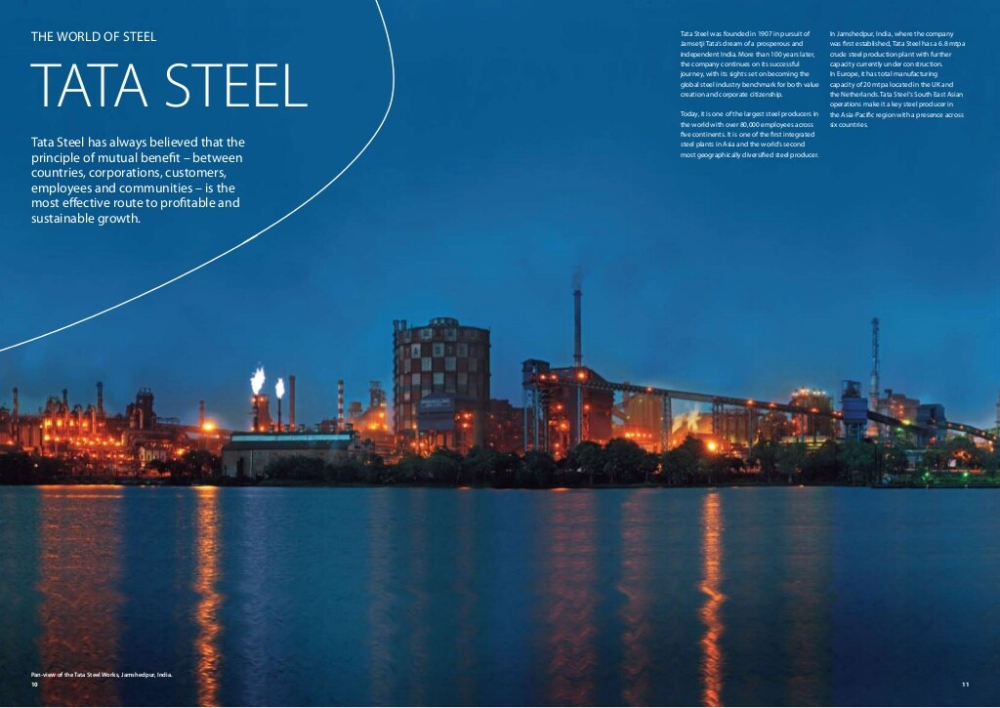 THE WORLD OF STEEL
TATA STEEL
Tata Steel has always believed that the
principle of mutual benefit – between
countries, corporations, customers,
employees and communities – is the
most effective route to profitable and
sustainable growth.
Tata Steel was founded in 1907 in pursuit of
Jamsetji Tata's dream of a prosperous and
independent India. More than 100 years later,
the company continues on its successful
journey, with its sights set on becoming the
global steel industry benchmark for both value
creation and corporate citizenship.
Today, it is one of the largest steel producers in
the world with over 80,000 employees across
five continents. It is one of the first integrated
steel plants in Asia and the world's second
most geographically diversified steel producer.
In Jamshedpur, India, where the company
was first established, Tata Steel has a 6.8 mtpa
crude steel production plant with further
capacity currently under construction.
In Europe, it has total manufacturing
capacity of 20 mtpa located in the UK and
the Netherlands. Tata Steel's South East Asian
operations make it a key steel producer in
the Asia-Pacific region with a presence across
six countries.
Pan-view of the Tata Steel Works, Jamshedpur, India.
10
11